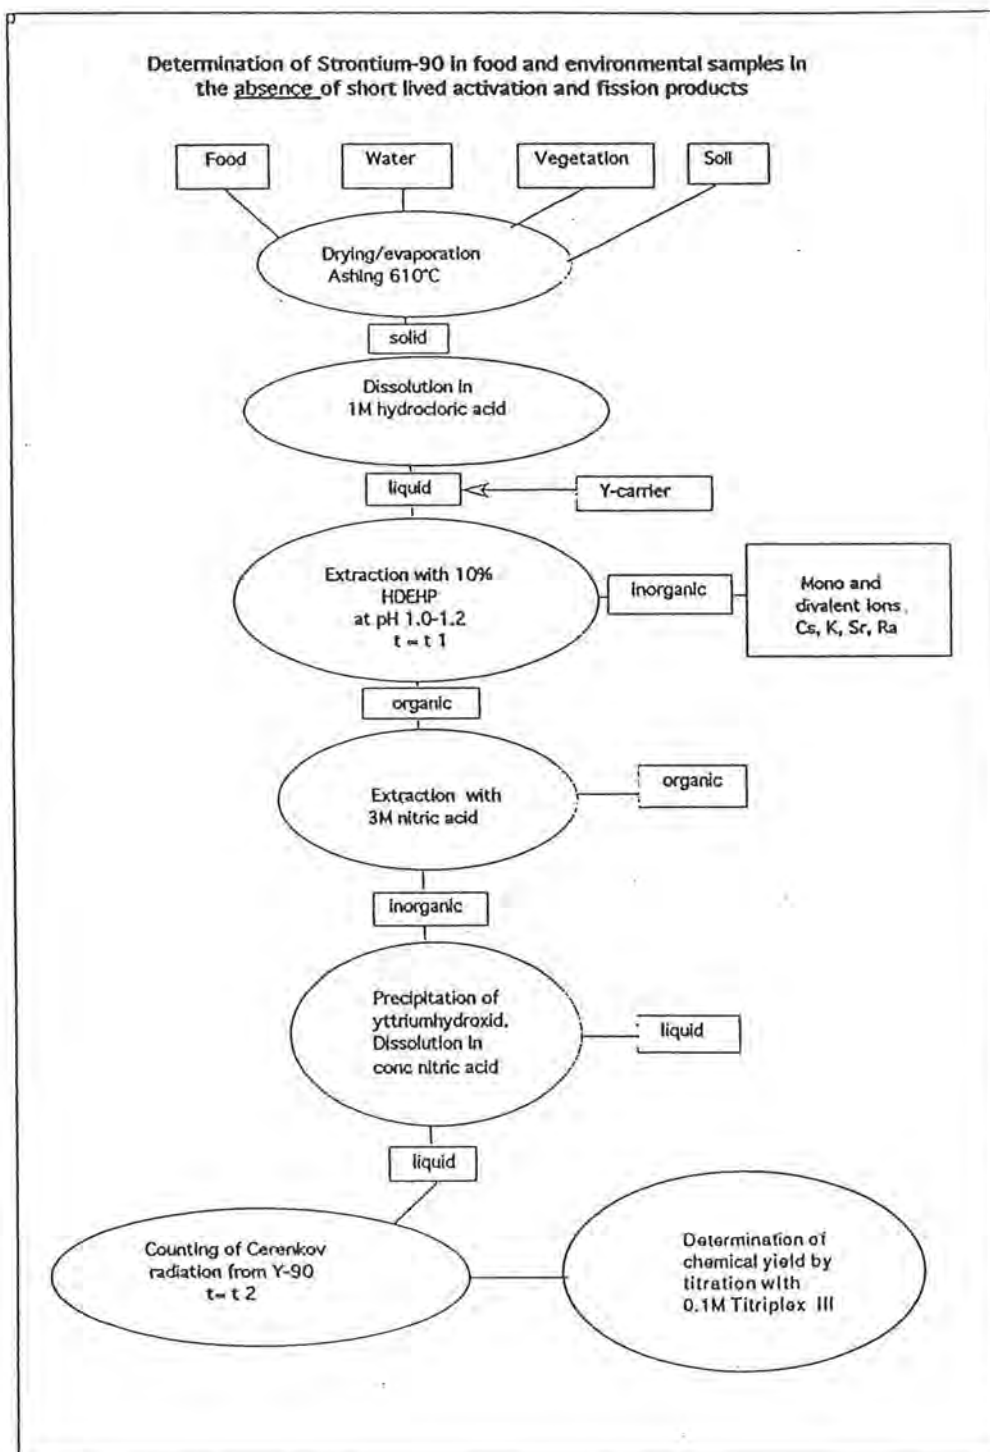 Determination of Strontium-90 in food and environmental samples in
the absence of short lived activation and fission products
Food
Water
Vegetation
Soil
Drying/evaporation
Ashing 610°C
solid
Dissolution in
1M hydrocloric acid
liquid
Y-carrier
Extraction with 10%
HDEHP
at pH 1.0-1.2
t = t 1
inorganic
Mono and
divalent ions,
Cs, K, Sr, Ra
organic
Extraction with
3M nitric acid
organic
inorganic
Precipitation of
yttriumhydroxid.
Dissolution in
conc nitric acid
liquid
liquid
Counting of Cerenkov
radiation from Y-90
t= t 2
Determination of
chemical yield by
titration with
0.1M Titriplex III